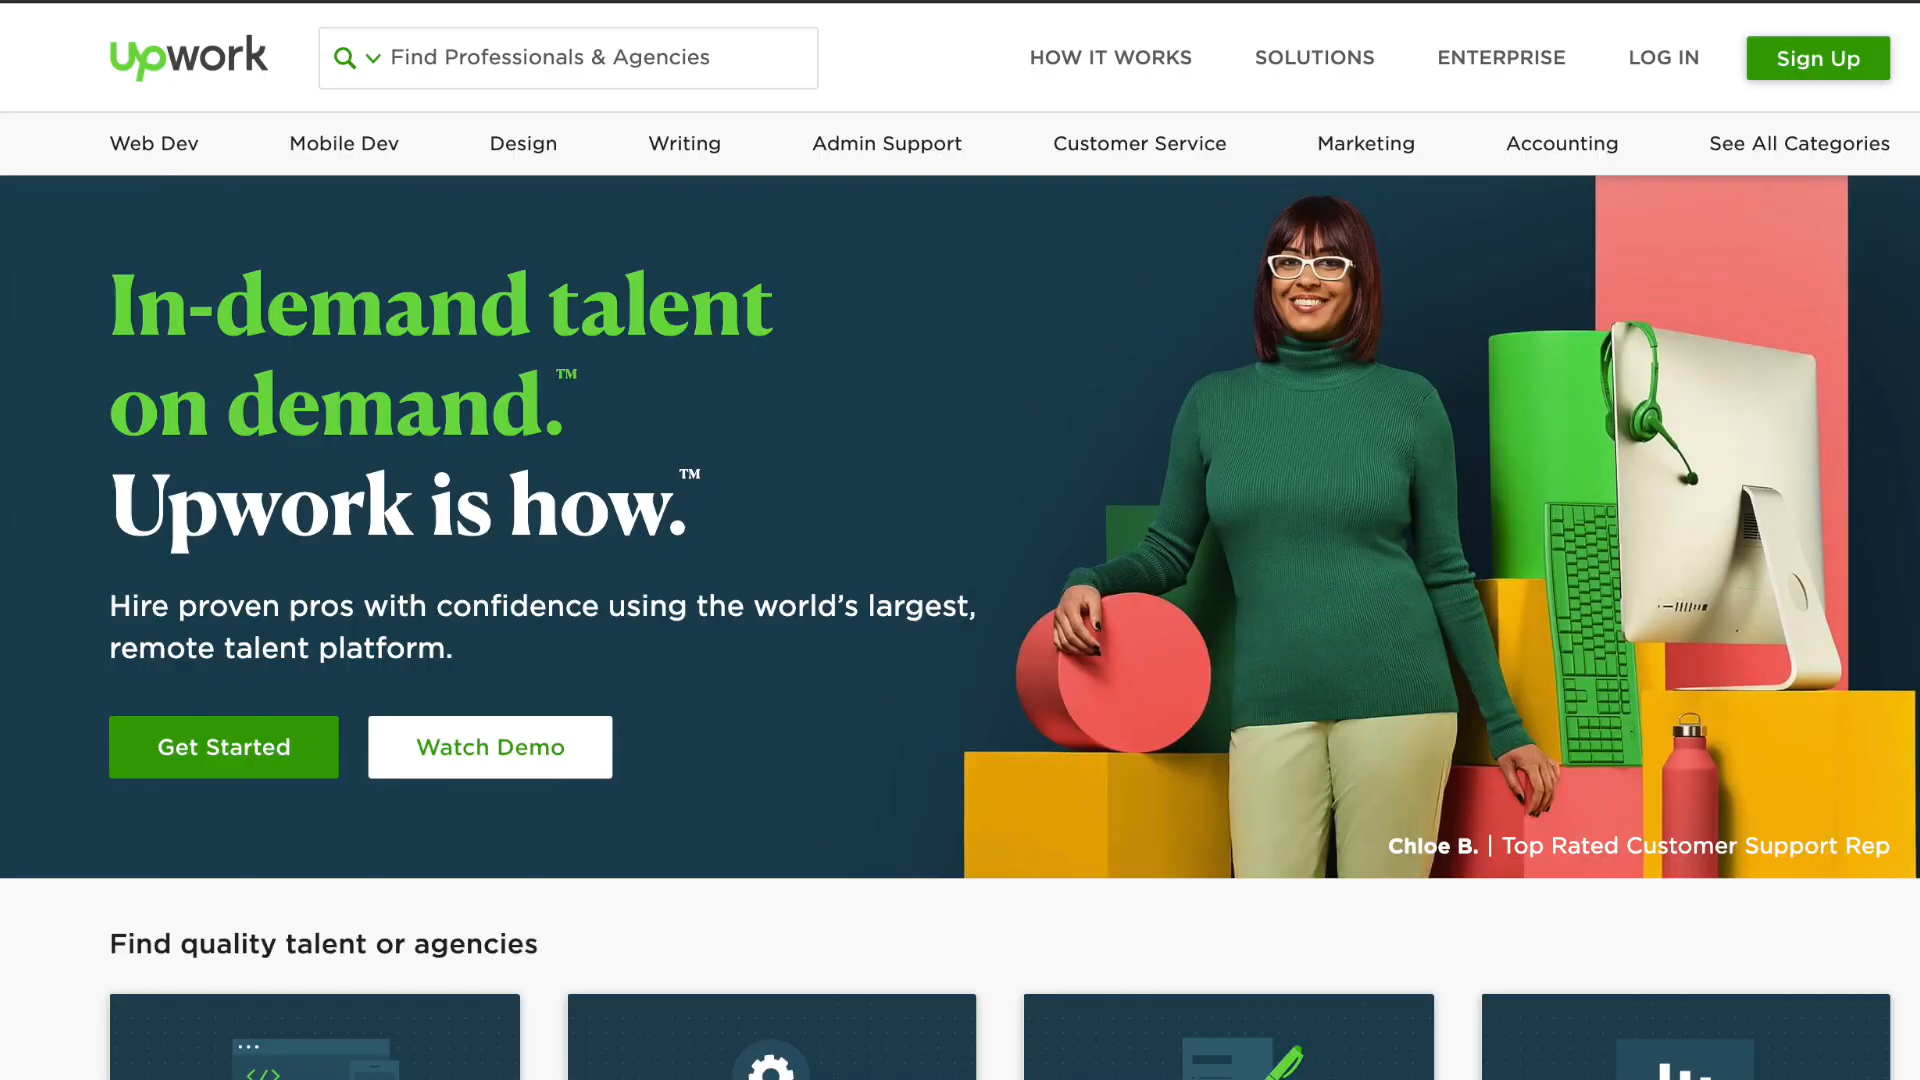 upwork
Find Professionals & Agencies
HOW IT WORKS
SOLUTIONS
ENTERPRISE
LOG IN
Sign Up
Web Dev
Mobile Dev
Design
Writing
Admin Support
Customer Service
Marketing
Accounting
See All Categories
In-demand talent
on demand.™
Upwork is how.™
Hire proven pros with confidence using the world’s largest,
remote talent platform.
Get Started
Watch Demo
Chloe B. | Top Rated Customer Support Rep
Find quality talent or agencies